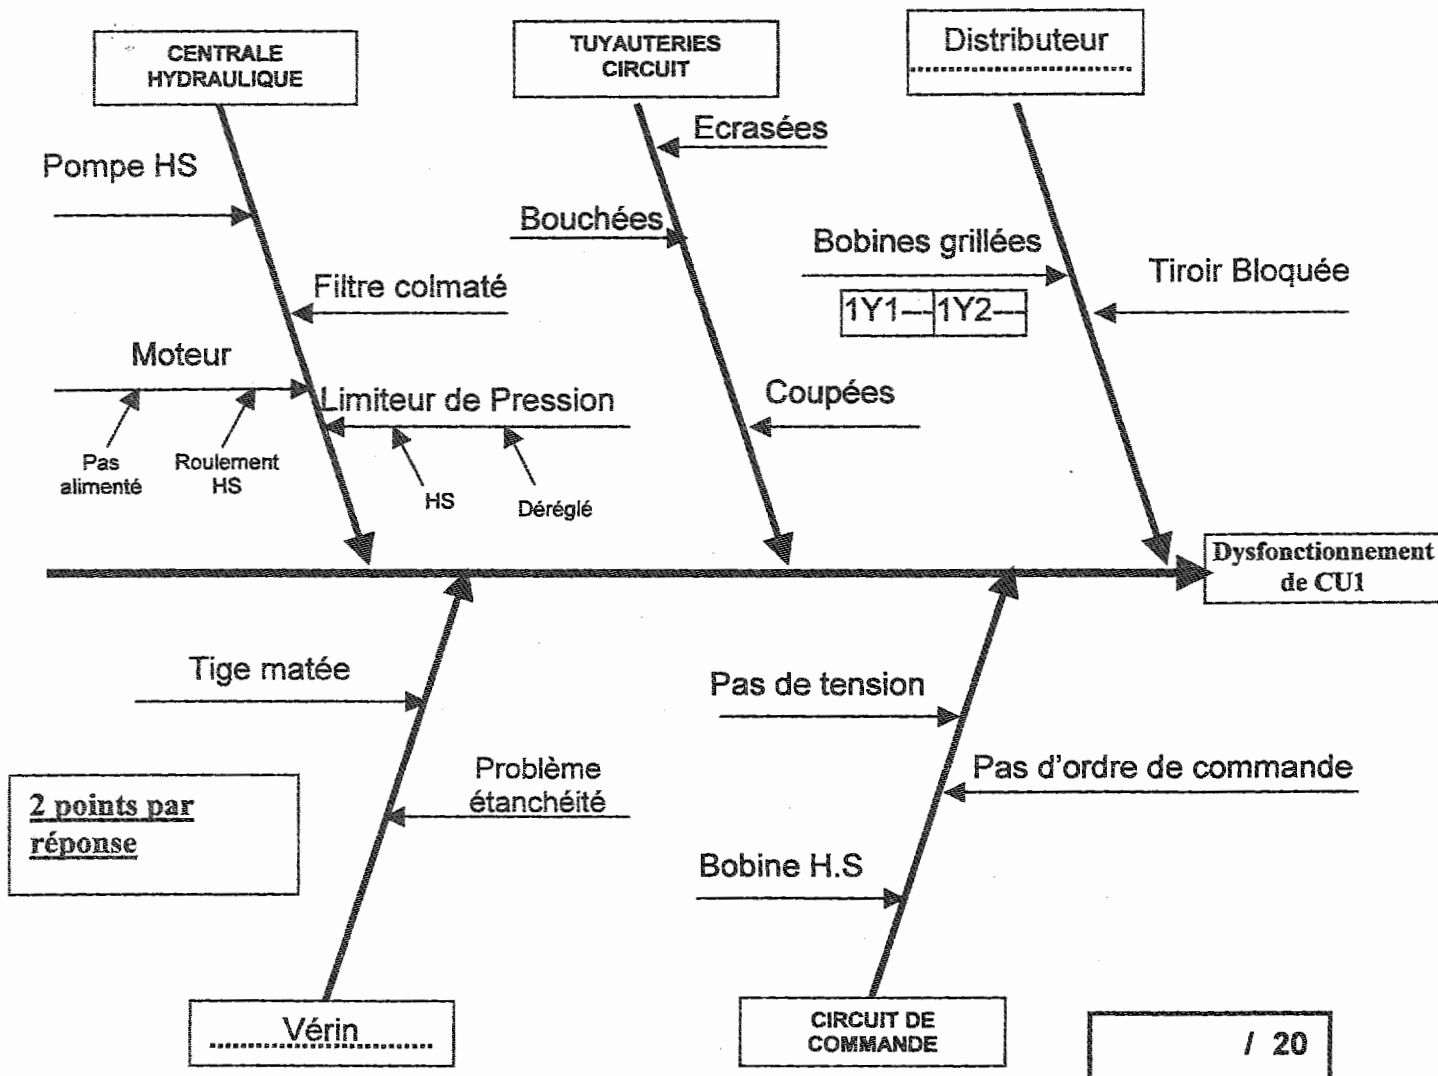 CENTRALE
HYDRAULIQUE
TUYAUTERIES
CIRCUIT
Distributeur
Pompe HS
Ecrasées
Bouchées
Bobines grillées
Tiroir Bloquée
Filtre colmaté
1Y1 1Y2
Moteur
Limiteur de Pression
Coupées
Pas
alimenté
Roulement
HS
HS
Déréglé
Dysfonctionnement
de CU1
Tige matée
Pas de tension
Problème
étanchéité
Pas d'ordre de commande
2 points par
réponse
Bobine H.S
Vérin
CIRCUIT DE
COMMANDE
/ 20